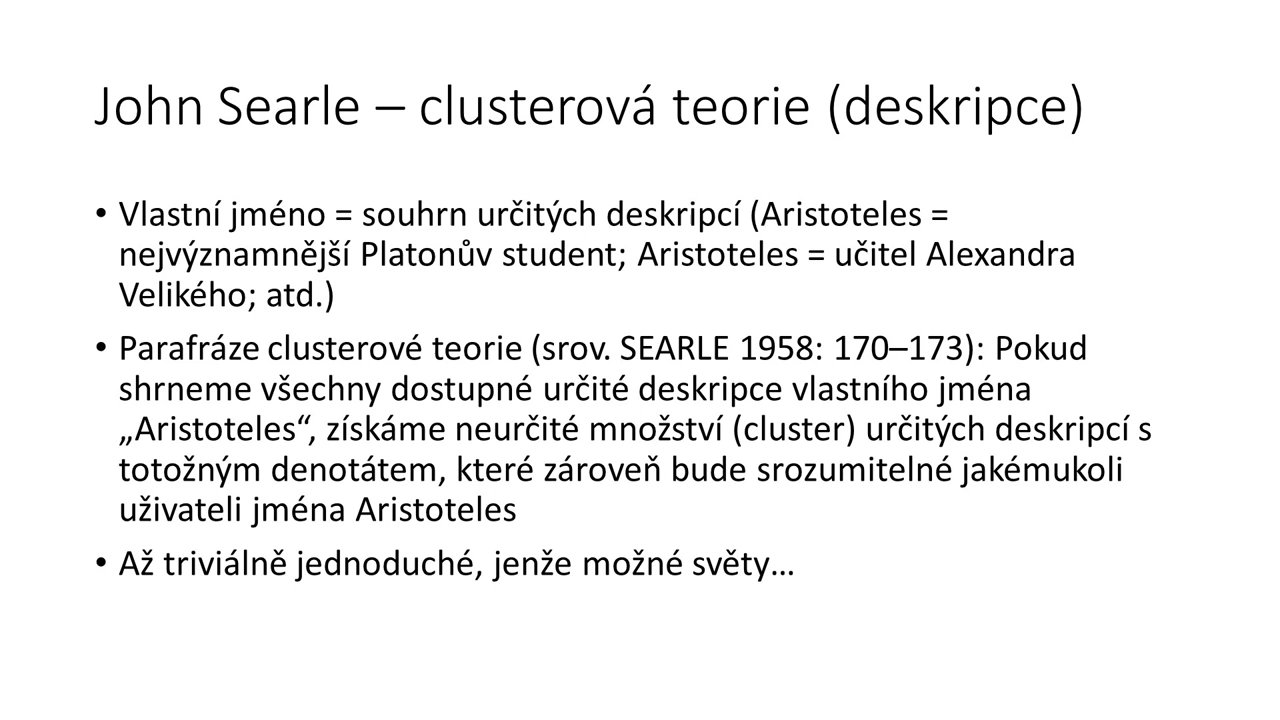 John Searle – clusterová teorie (deskripce)
• Vlastní jméno = souhrn určitých deskripcí (Aristoteles =
nejvýznamnější Platonův student; Aristoteles = učitel Alexandra
Velikého; atd.)
• Parafráze clusterové teorie (srov. SEARLE 1958: 170–173): Pokud
shrneme všechny dostupné určité deskripce vlastního jména
„Aristoteles“, získáme neurčité množství (cluster) určitých deskripcí s
totožným denotátem, které zároveň bude srozumitelné jakémukoli
uživateli jména Aristoteles
• Až triviálně jednoduché, jenže možné světy…